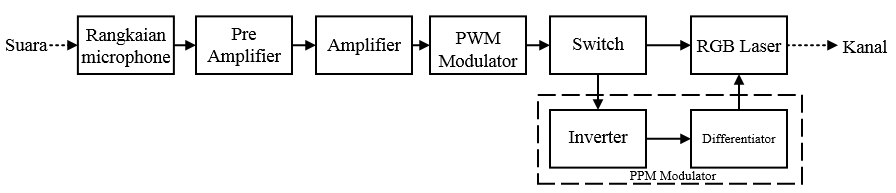 Suara
Rangkaian
microphone
Pre
Amplifier
Amplifier
PWM
Modulator
Switch
RGB Laser
Kanal
Inverter
Differentiator
PPM Modulator